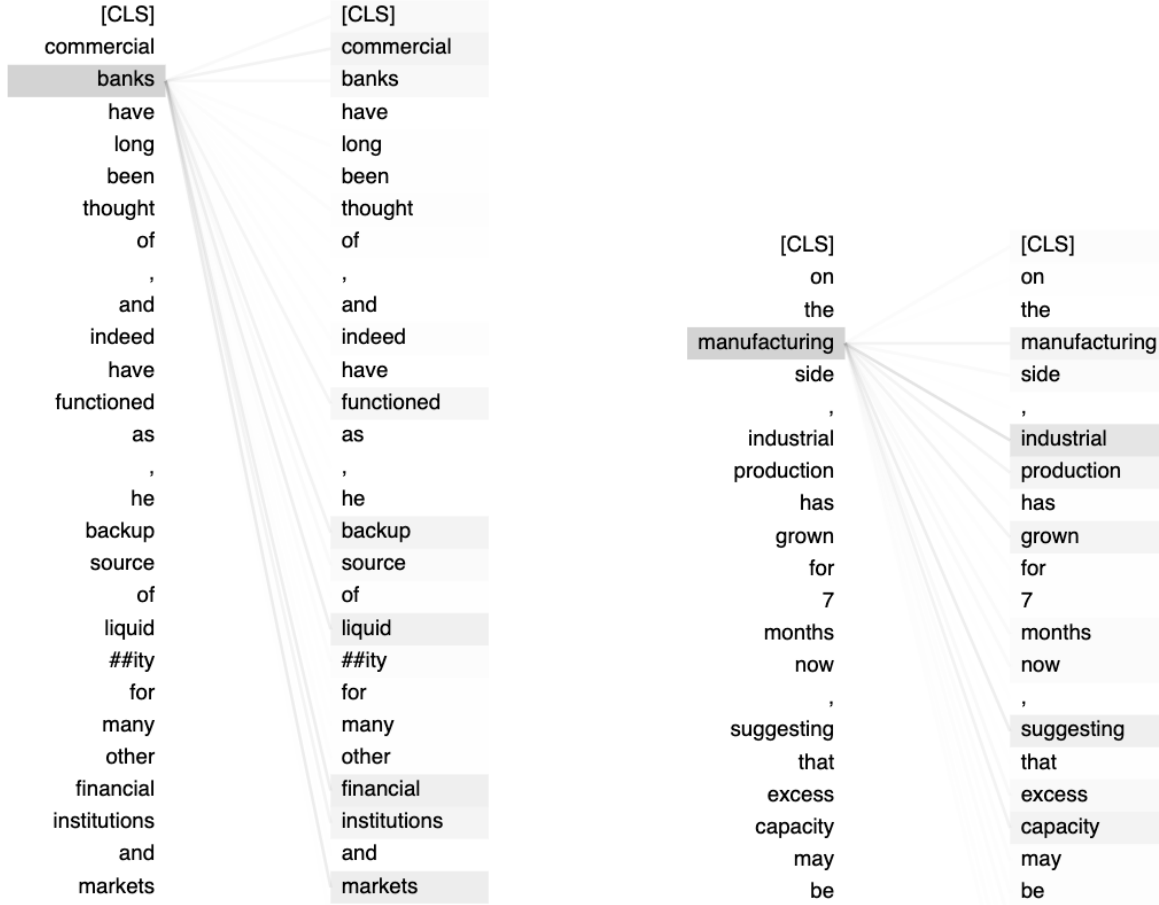 [CLS]
commercial
banks
have
long
been
thought
of
,
and
indeed
have
functioned
as
,
he
backup
source
of
liquid
##ity
for
many
other
financial
institutions
and
markets
[CLS]
commercial
banks
have
long
been
thought
of
,
and
indeed
have
functioned
as
,
he
backup
source
of
liquid
##ity
for
many
other
financial
institutions
and
markets
[CLS]
on
the
manufacturing
side
,
industrial
production
has
grown
for
7
months
now
,
suggesting
that
excess
capacity
may
be
[CLS]
on
the
manufacturing
side
,
industrial
production
has
grown
for
7
months
now
,
suggesting
that
excess
capacity
may
be